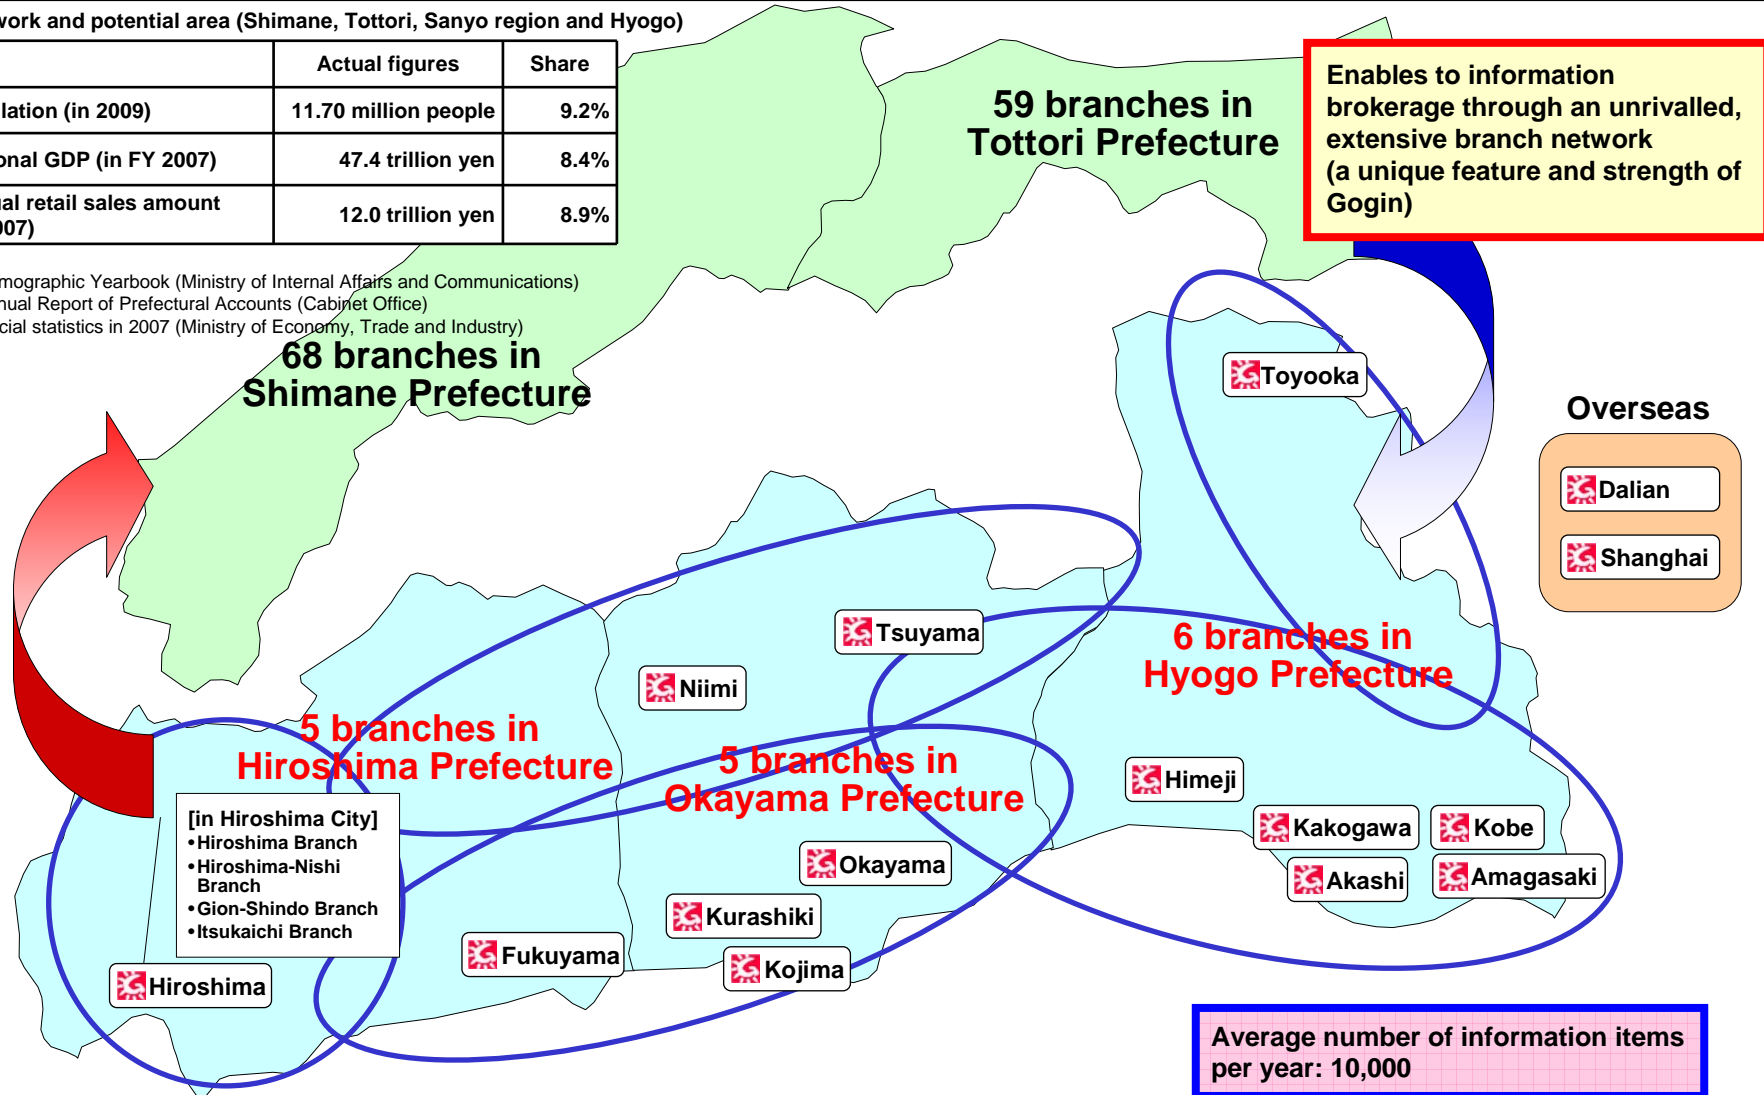 work and potential area (Shimane, Tottori, Sanyo region and Hyogo)
Actual figures Share
lation (in 2009) 11.70 million people 9.2%
onal GDP (in FY 2007) 47.4 trillion yen 8.4%
ual retail sales amount
007) 12.0 trillion yen 8.9%
mographic Yearbook (Ministry of Internal Affairs and Communications)
nual Report of Prefectural Accounts (Cabinet Office)
cial statistics in 2007 (Ministry of Economy, Trade and Industry)
59 branches in
Tottori Prefecture
Enables to information
brokerage through an unrivalled,
extensive branch network
(a unique feature and strength of
Gogin)
68 branches in
Shimane Prefecture
Toyooka
Overseas
Dalian
Shanghai
Tsuyama
Niimi
6 branches in
Hyogo Prefecture
5 branches in
Hiroshima Prefecture
5 branches in
Okayama Prefecture
Himeji
[in Hiroshima City]
•Hiroshima Branch
•Hiroshima-Nishi
Branch
•Gion-Shindo Branch
•Itsukaichi Branch
Kakogawa
Kobe
Okayama
Akashi
Amagasaki
Kurashiki
Fukuyama
Kojima
Hiroshima
Average number of information items
per year: 10,000